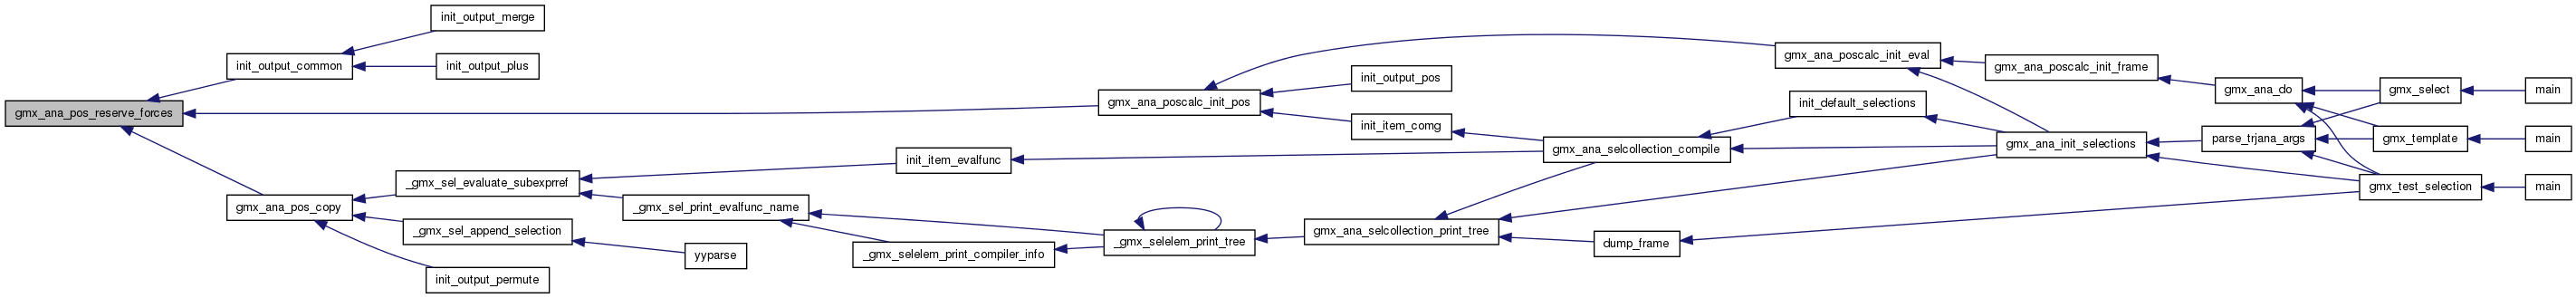 gmx_ana_pos_reserve_forces
init_output_common
init_output_merge
init_output_plus
gmx_ana_pos_copy
_gmx_sel_evaluate_subexprref
_gmx_sel_append_selection
init_output_permute
_gmx_sel_print_evalfunc_name
yyparse
init_item_evalfunc
_gmx_selelem_print_compiler_info
gmx_ana_poscalc_init_pos
_gmx_selelem_print_tree
init_output_pos
init_item_comg
gmx_ana_selcollection_print_tree
gmx_ana_selcollection_compile
dump_frame
gmx_ana_poscalc_init_eval
init_default_selections
gmx_ana_poscalc_init_frame
gmx_ana_init_selections
gmx_ana_do
parse_trjana_args
gmx_select
gmx_template
gmx_test_selection
main
main
main